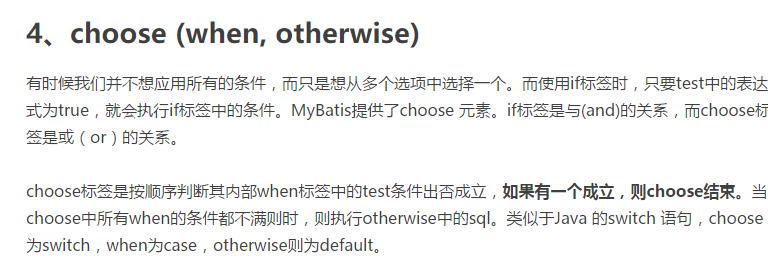 4、choose (when, otherwise)
有时候我们并不想应用所有的条件，而只是想从多个选项中选择一个。而使用if标签时，只要test中的表达
式为true，就会执行if标签中的条件。MyBatis提供了choose 元素。if标签是与(and)的关系，而choose标
签是或（or）的关系。
choose标签是按顺序判断其内部when标签中的test条件出否成立，如果有一个成立，则choose结束。当
choose中所有when的条件都不满则时，则执行otherwise中的sql。类似于Java 的switch 语句，choose
为switch，when为case，otherwise则为default。